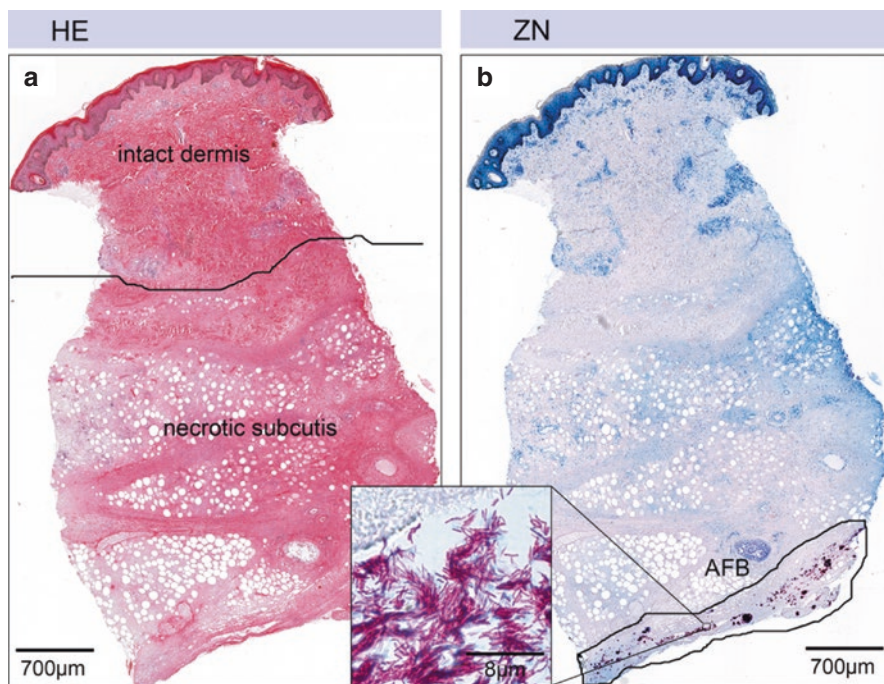 HE
ZN
a
b
intact dermis
necrotic subcutis
AFB
8µm
700µm
700µm